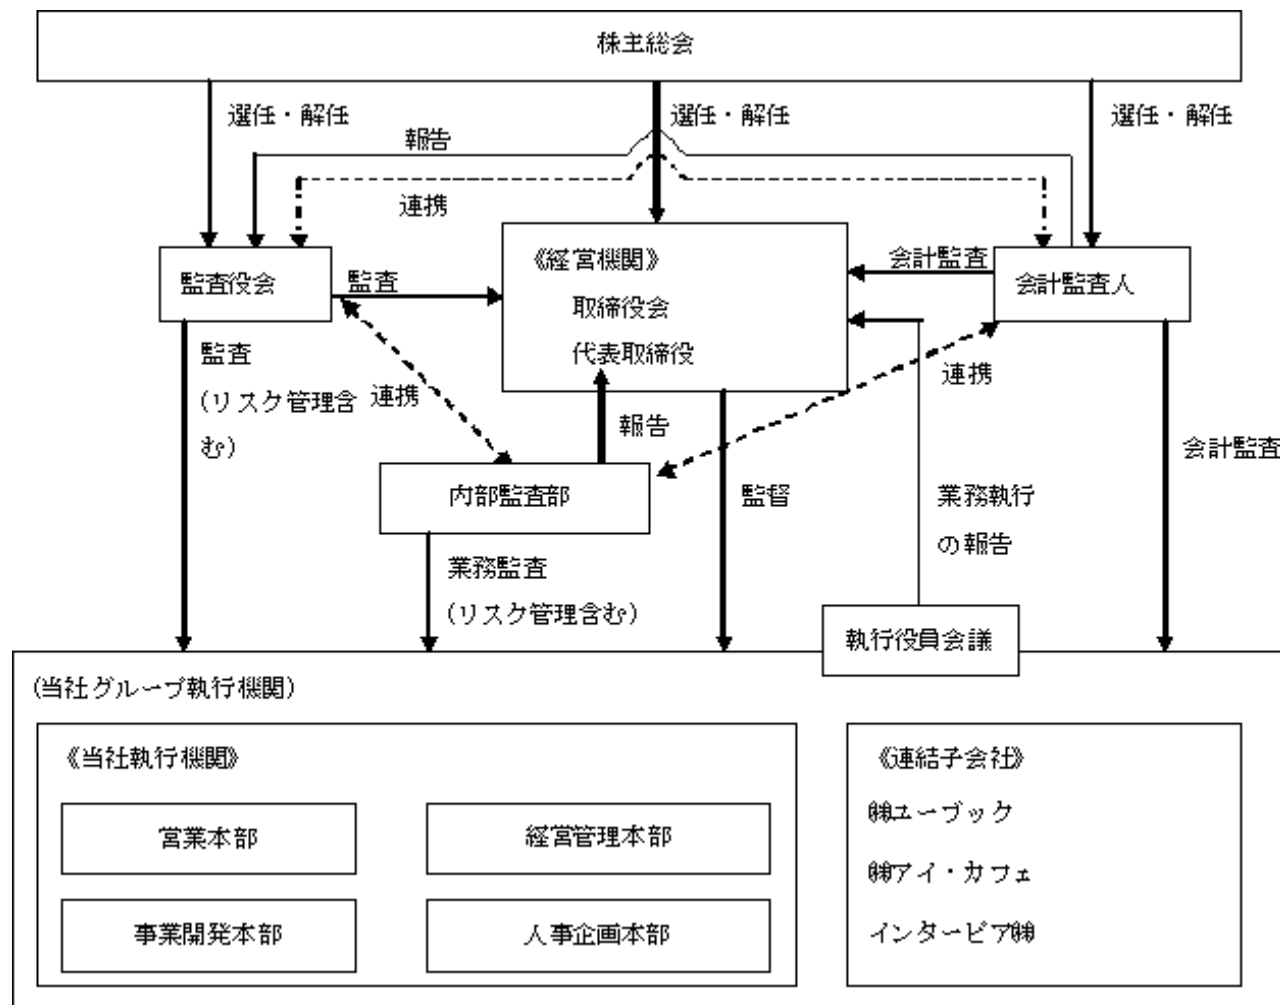 株主総会
選任・解任
選任・解任
選任・解任
報告
連携
監査役会
監査
《経営機関》
取締役会
代表取締役
会計監査
会計監査人
監査
(リスク管理含
む)
連携
報告
連携
内部監査部
監督
会計監査
業務執行
の報告
業務監査
(リスク管理含む)
執行役員会議
(当社グループ執行機関)
《当社執行機関》
営業本部
経営管理本部
事業開発本部
人事企画本部
《連結子会社》
㈱ユーブック
㈱アイ・カフェ
インターピア㈱